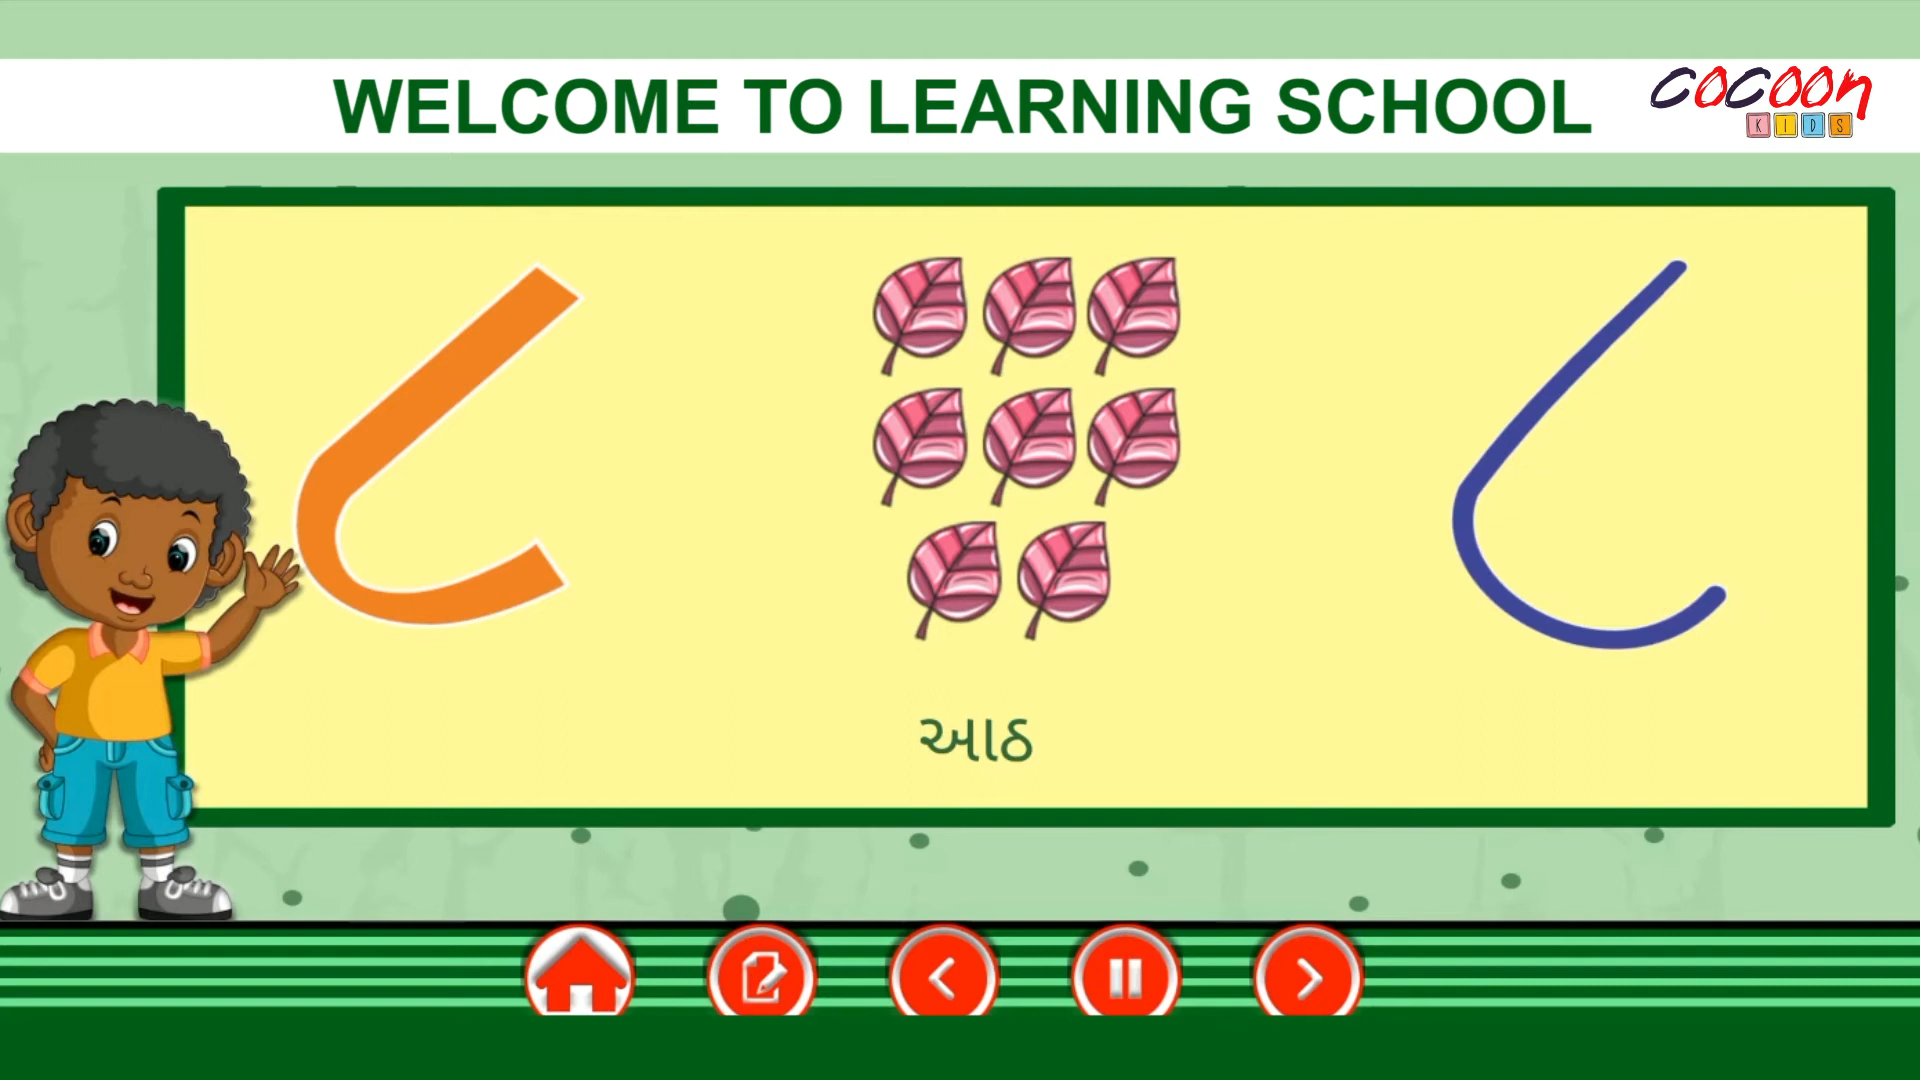 WELCOME TO LEARNING SCHOOL
cocoon
KIDS
૮
૮
આઠ